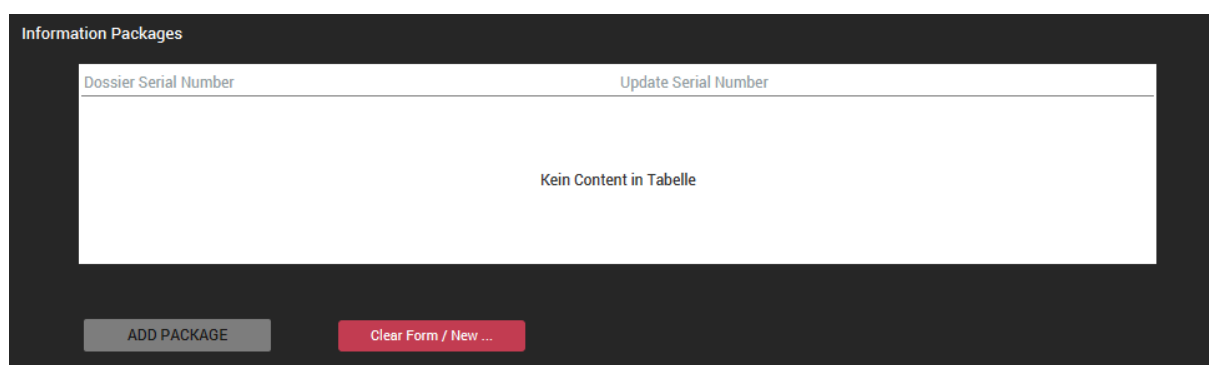 Information Packages
Dossier Serial Number Update Serial Number
Kein Content in Tabelle
ADD PACKAGE Clear Form / New ...